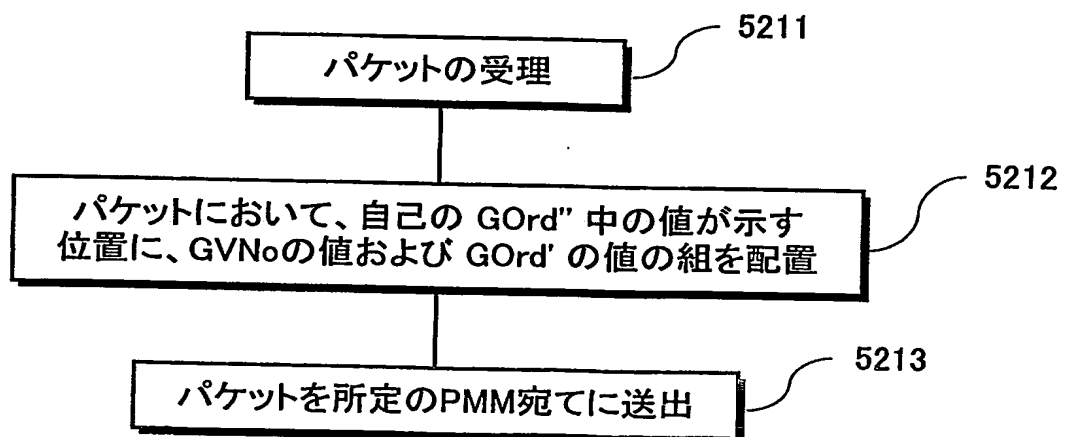 5211
パケットの受理
5212
パケットにおいて、自己の GOrd'' 中の値が示す
位置に、GVNoの値および GOrd' の値の組を配置
5213
パケットを所定のPMM宛てに送出